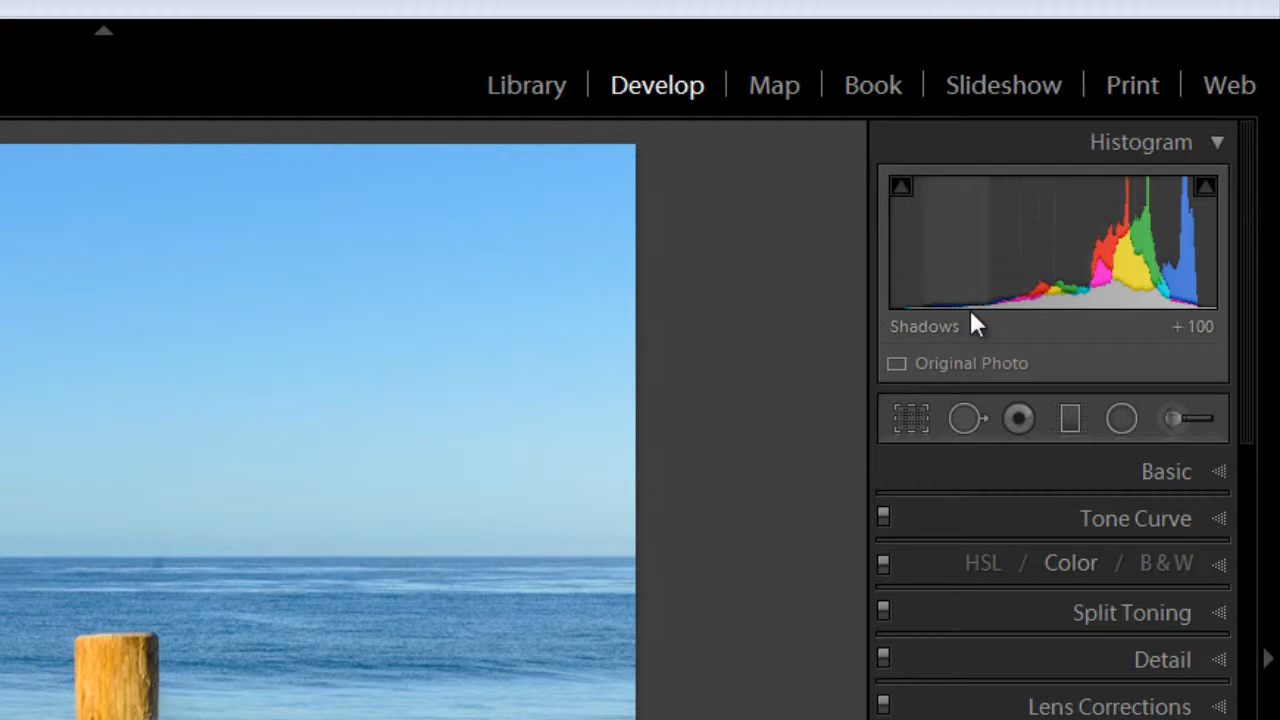 Library | Develop | Map | Book | Slideshow | Print | Web
Histogram
Shadows + 100
Original Photo
Basic
Tone Curve
HSL / Color / B & W
Split Toning
Detail
Lens Corrections